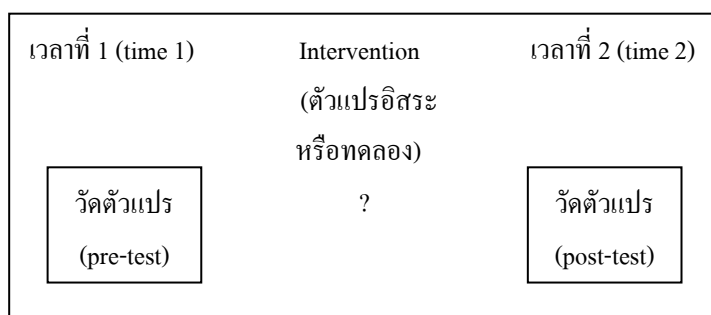 เวลาที่ 1 (time 1) Intervention เวลาที่ 2 (time 2)
(ตัวแปรอิสระ
หรือทดลอง)
วัดตัวแปร ? วัดตัวแปร
(pre-test) (post-test)